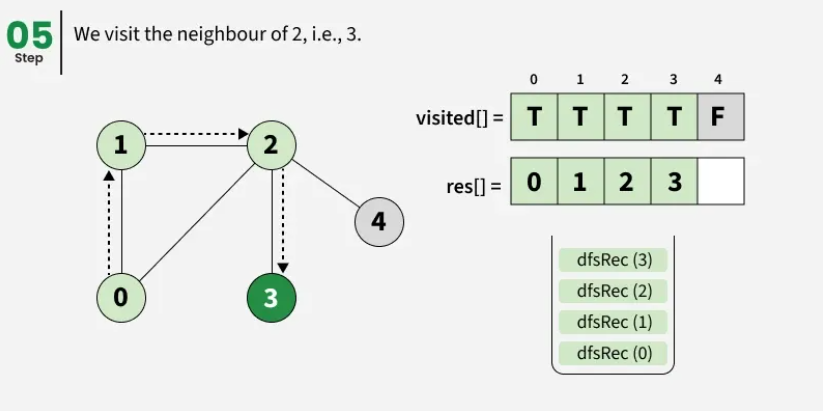 05
Step
We visit the neighbour of 2, i.e., 3.
0 1 2 3 4
visited[] = T T T T F
res[] = 0 1 2 3
1 2
4
0 3
dfsRec (3)
dfsRec (2)
dfsRec (1)
dfsRec (0)